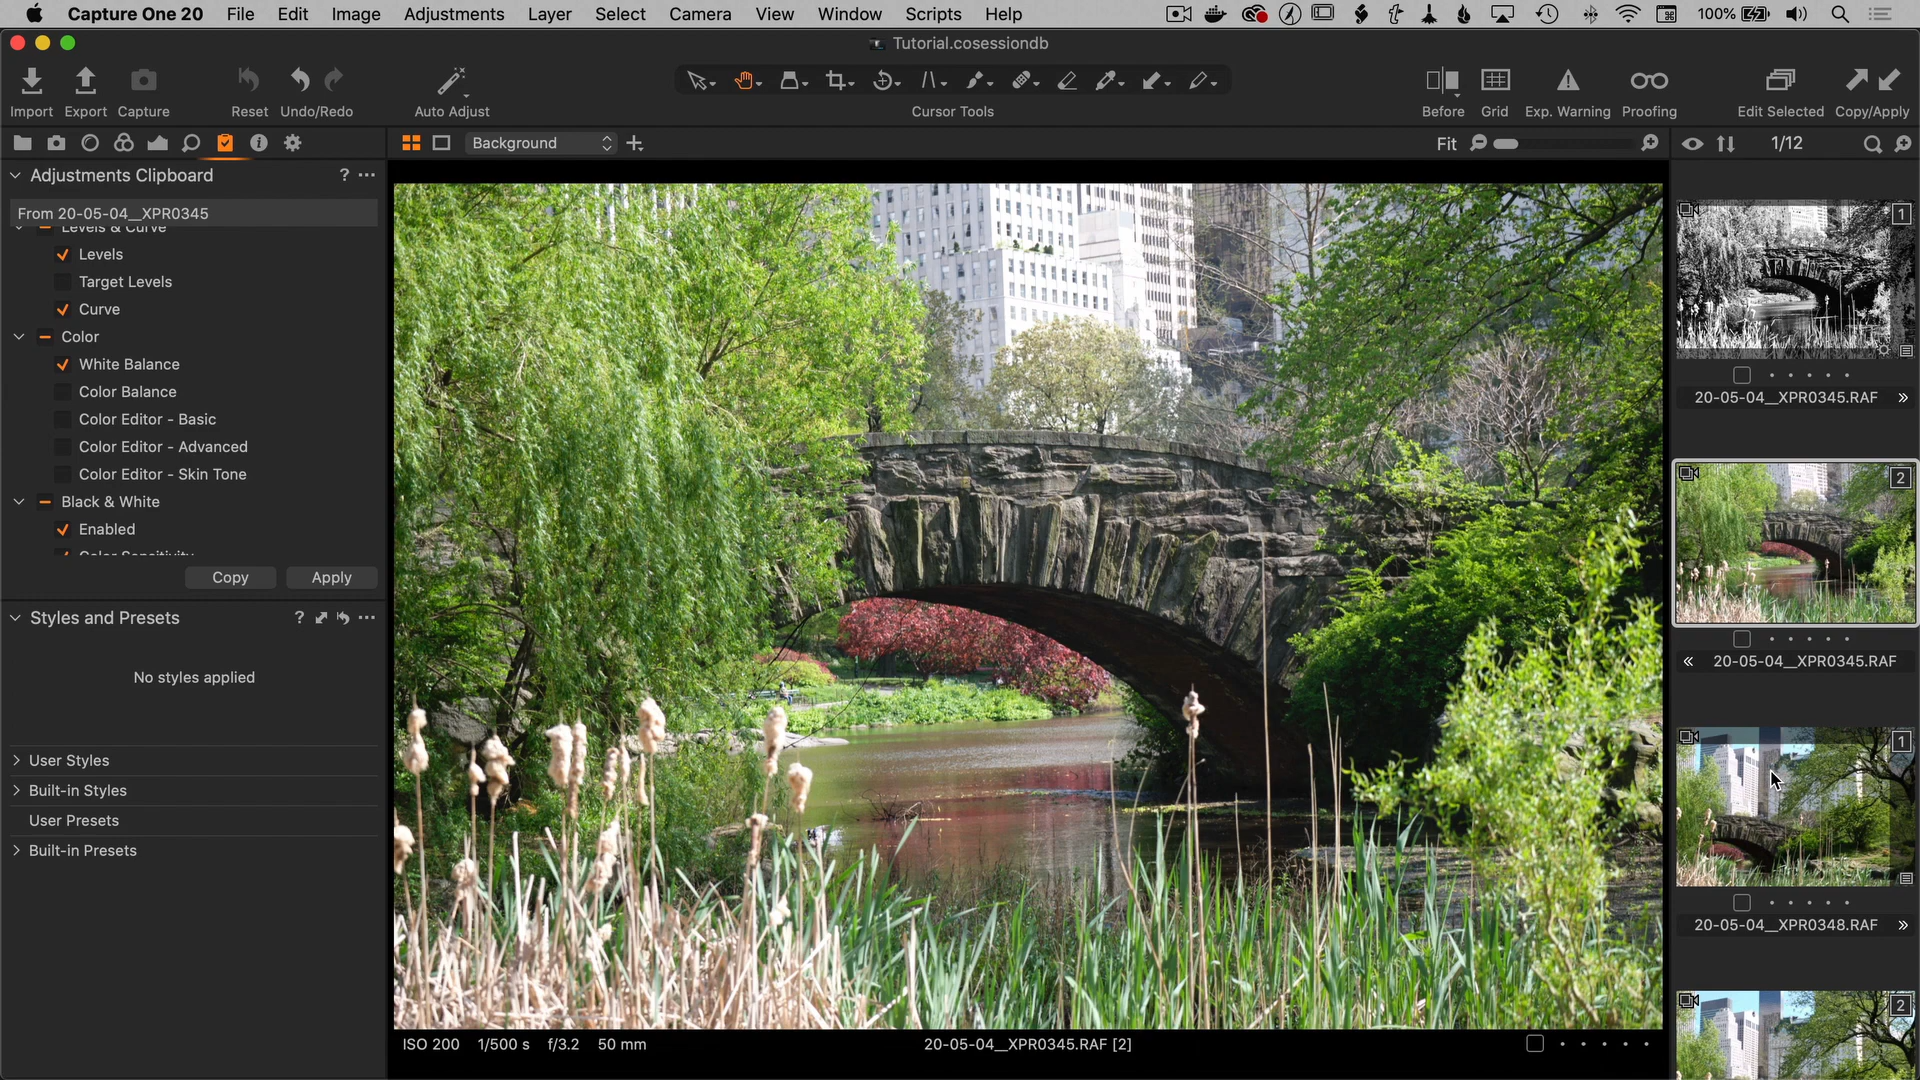 Capture One 20 File Edit Image Adjustments Layer Select Camera View Window Scripts Help 100%
Tutorial.cosessiondb
Import Export Capture Reset Undo/Redo Auto Adjust Cursor Tools Before Grid Exp. Warning Proofing Edit Selected Copy/Apply
Background Fit 1/12
Adjustments Clipboard ? ...
From 20-05-04__XPR0345
Levels & Curve
Levels
Target Levels
Curve
Color
White Balance
Color Balance
Color Editor - Basic
Color Editor - Advanced
Color Editor - Skin Tone
Black & White
Enabled
Color Sensitivity
Copy Apply
Styles and Presets ? ...
No styles applied
User Styles
Built-in Styles
User Presets
Built-in Presets
ISO 200 1/500 s f/3.2 50 mm
20-05-04__XPR0345.RAF [2]
1
20-05-04__XPR0345.RAF »
2
« 20-05-04__XPR0345.RAF
1
20-05-04__XPR0348.RAF »
2